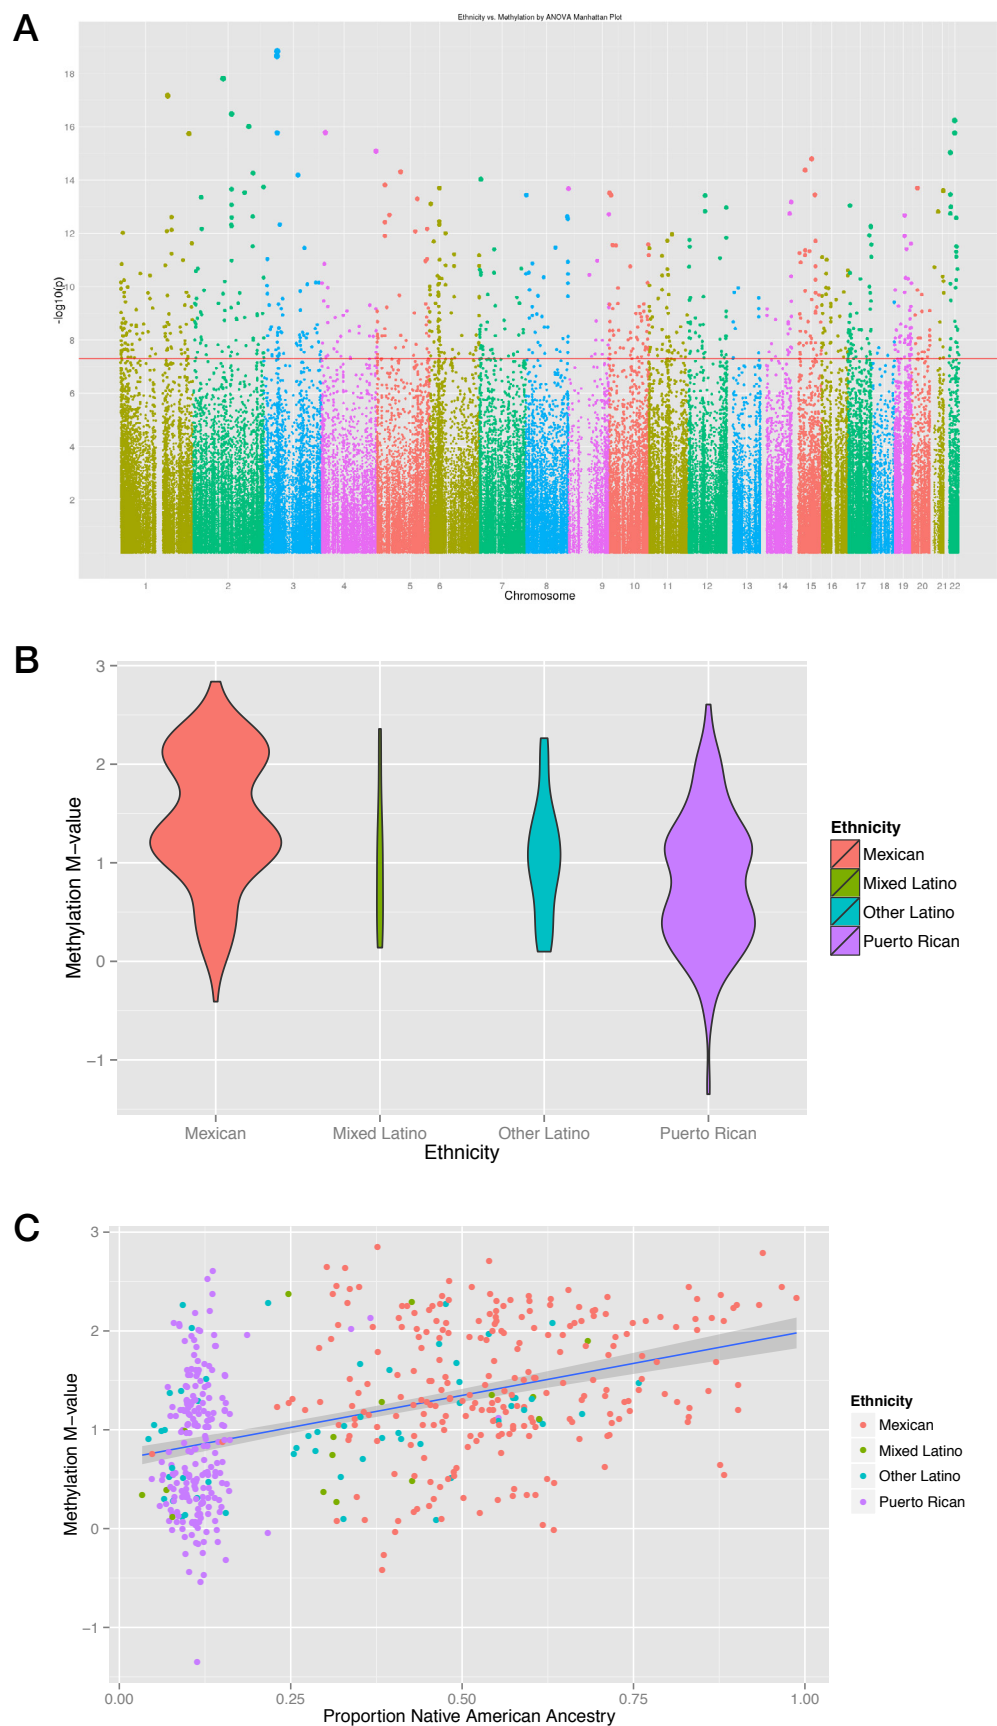 A
Ethnicity vs. Methylation by ANOVA Manhattan Plot
18
16
14
12
10
8
6
4
2
-log10(p)
1 2 3 4 5 6 7 8 9 10 11 12 13 14 15 16 17 18 19 20 21 22
Chromosome
B
3
2
1
0
−1
Methylation M−value
Mexican Mixed Latino Other Latino Puerto Rican
Ethnicity
Ethnicity
Mexican
Mixed Latino
Other Latino
Puerto Rican
C
3
2
1
0
−1
Methylation M−value
0.00 0.25 0.50 0.75 1.00
Proportion Native American Ancestry
Ethnicity
Mexican
Mixed Latino
Other Latino
Puerto Rican